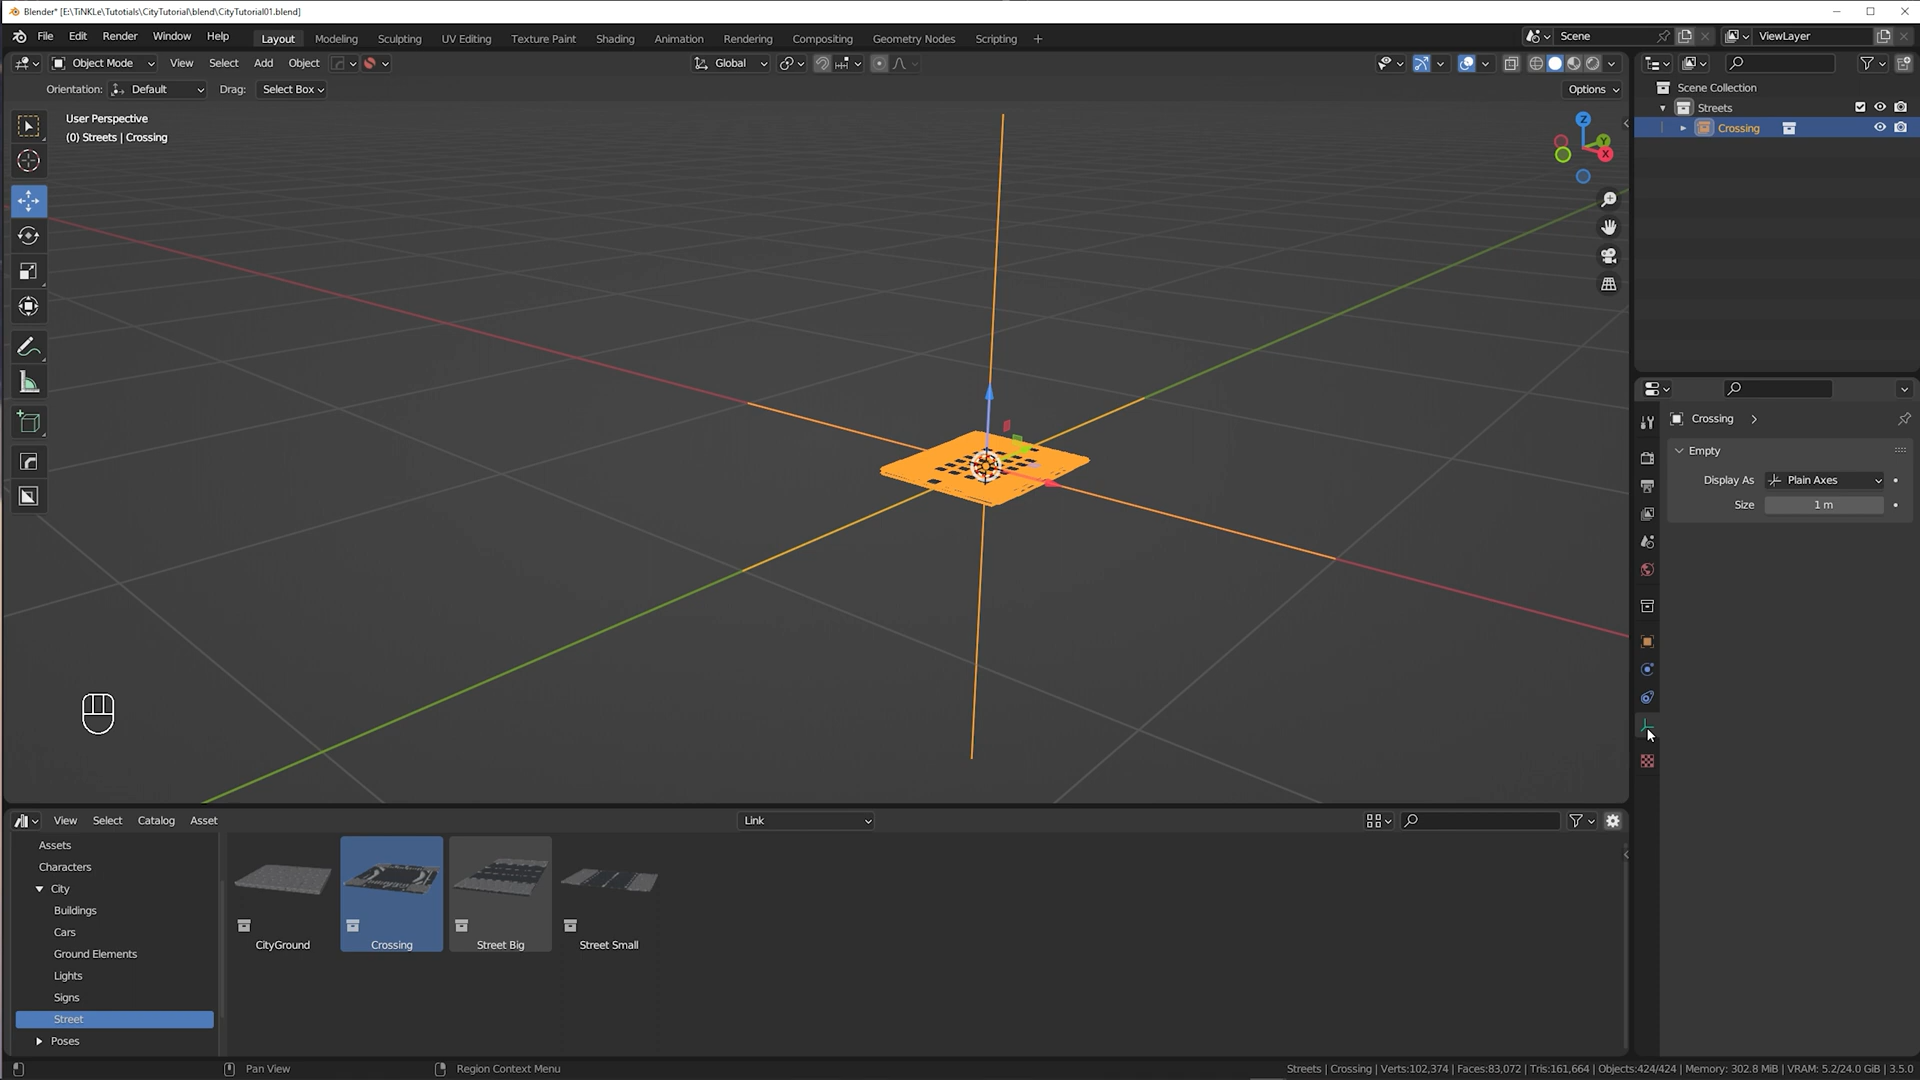 Blender* [E:\TiNKLe\Tutotials\CityTutorial\blend\CityTutorial01.blend]
File Edit Render Window Help Layout Modeling Sculpting UV Editing Texture Paint Shading Animation Rendering Compositing Geometry Nodes Scripting + Scene ViewLayer
Object Mode View Select Add Object Global
Orientation: Default Drag: Select Box Options
User Perspective
(0) Streets | Crossing
Z
Y
X
Scene Collection
Streets
Crossing
Crossing
Empty
Display As Plain Axes
Size 1 m
View Select Catalog Asset Link
Assets
Characters
City
Buildings
Cars
Ground Elements
Lights
Signs
Street
Poses
CityGround Crossing Street Big Street Small
Pan View Region Context Menu Streets | Crossing | Verts:102,374 | Faces:83,072 | Tris:161,664 | Objects:424/424 | Memory: 302.8 MiB | VRAM: 5.2/24.0 GiB | 3.5.0